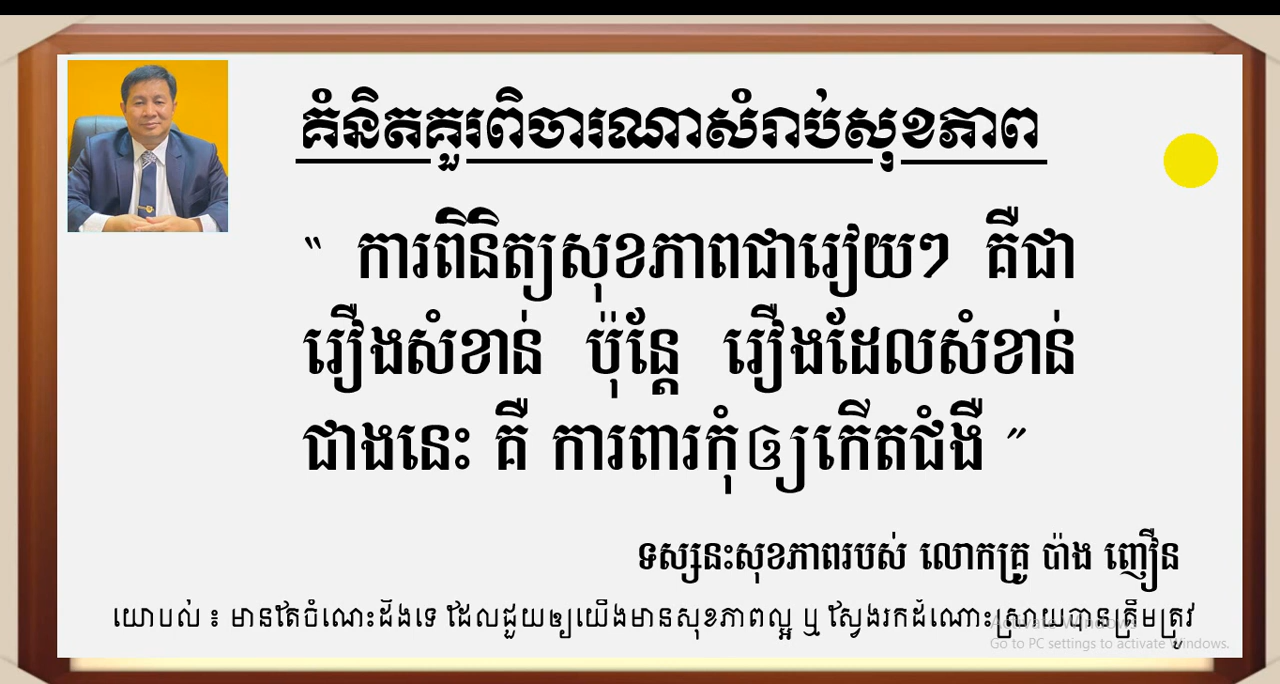 គំនិតគួរពិចារណាសំរាប់សុខភាព
“ ការពិនិត្យសុខភាពជារៀយៗ គឺជា
រឿងសំខាន់ ប៉ុន្តែ រឿងដែលសំខាន់
ជាងនេះ គឺ ការពារកុំឲ្យកើតជំងឺ ”
ទស្សនះសុខភាពរបស់ លោកគ្រូ ប៉ាង ញឿន
យោបល់ ៖ មានតែចំណេះដឹងទេ ដែលជួយឲ្យយើងមានសុខភាពល្អ ឬ ស្វែងរកដំណោះស្រាយបានត្រឹមត្រូវ
Activate Windows
Go to PC settings to activate Windows.